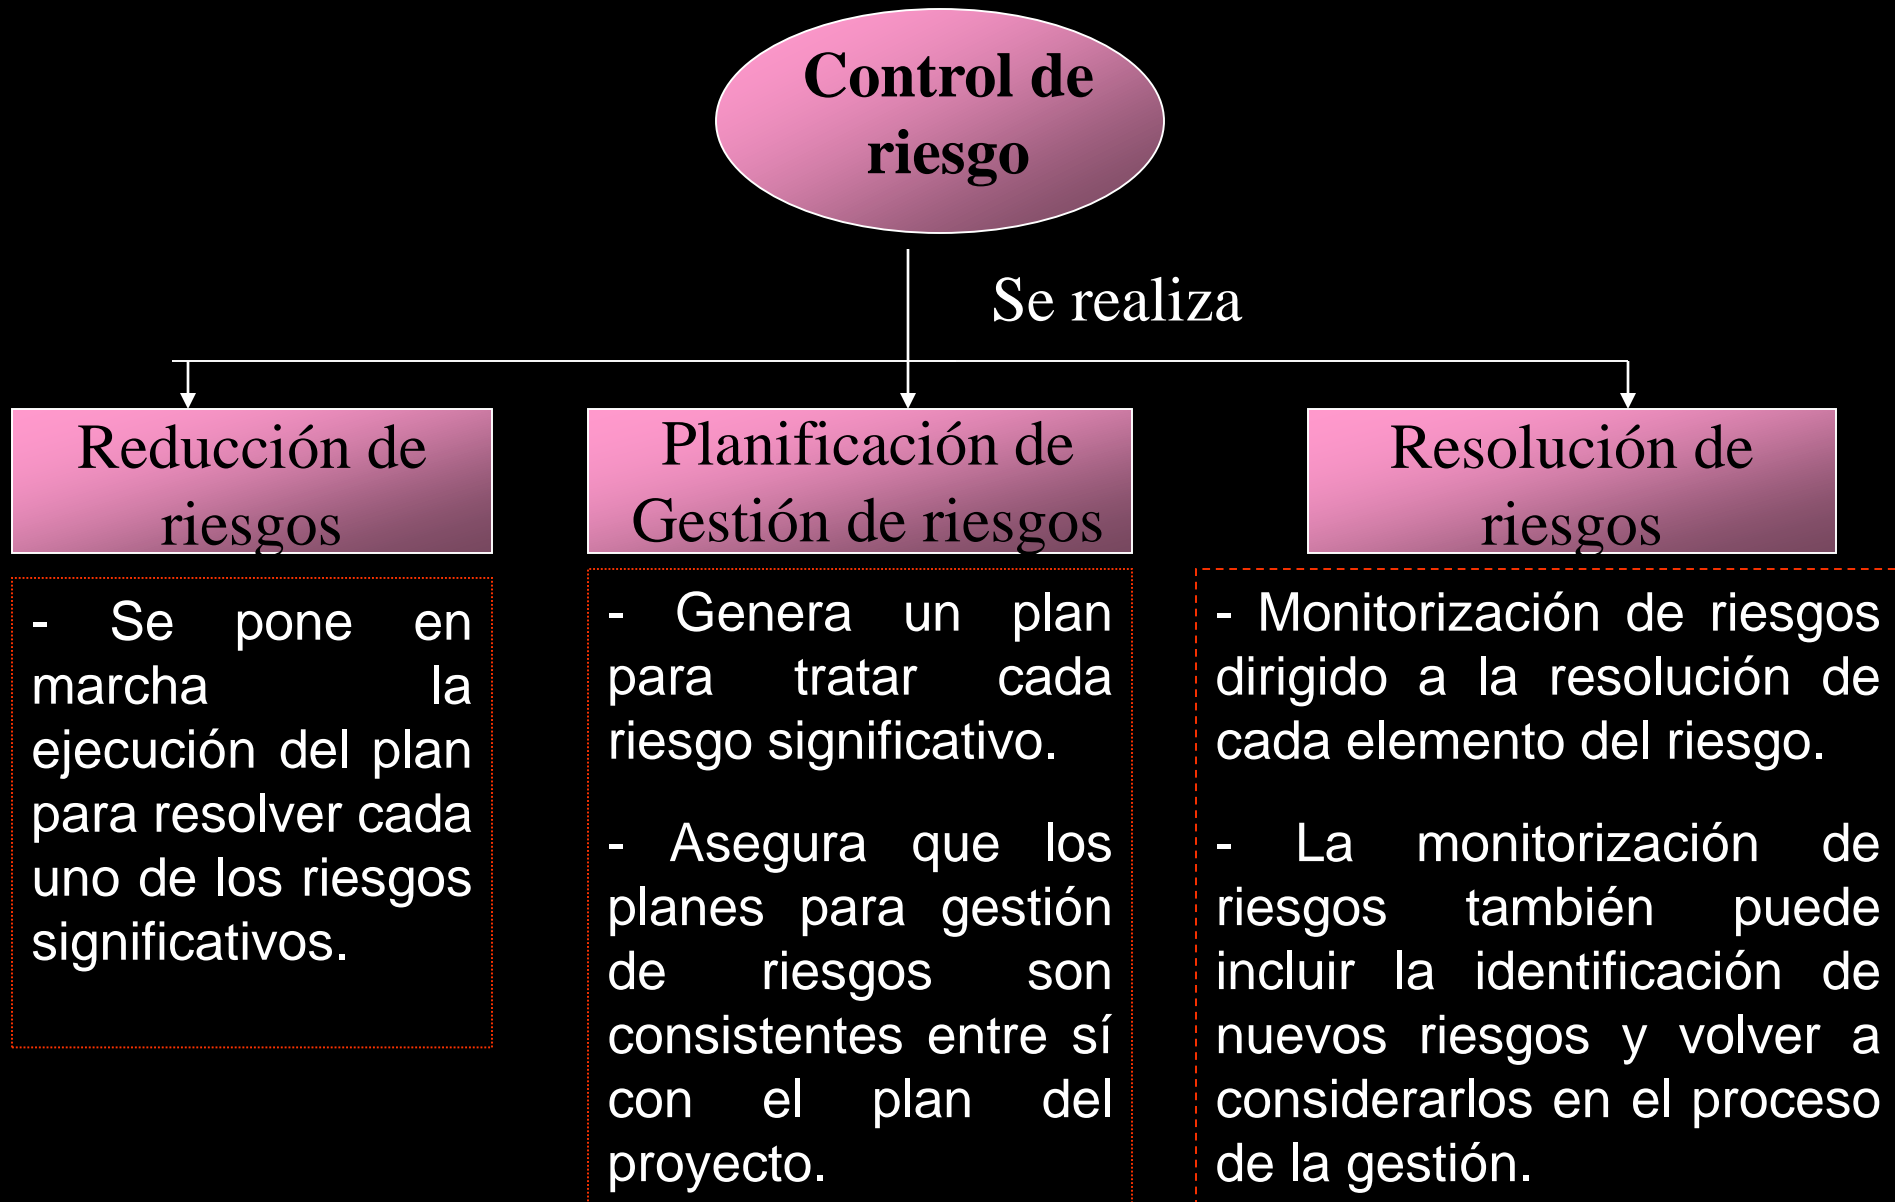 Control de
riesgo
Se realiza
Reducción de
riesgos
Planificación de
Gestión de riesgos
Resolución de
riesgos
- Se pone en
marcha la
ejecución del plan
para resolver cada
uno de los riesgos
significativos.
- Genera un plan
para tratar cada
riesgo significativo.
- Asegura que los
planes para gestión
de riesgos son
consistentes entre sí
con el plan del
proyecto.
- Monitorización de riesgos
dirigido a la resolución de
cada elemento del riesgo.
- La monitorización de
riesgos también puede
incluir la identificación de
nuevos riesgos y volver a
considerarlos en el proceso
de la gestión.